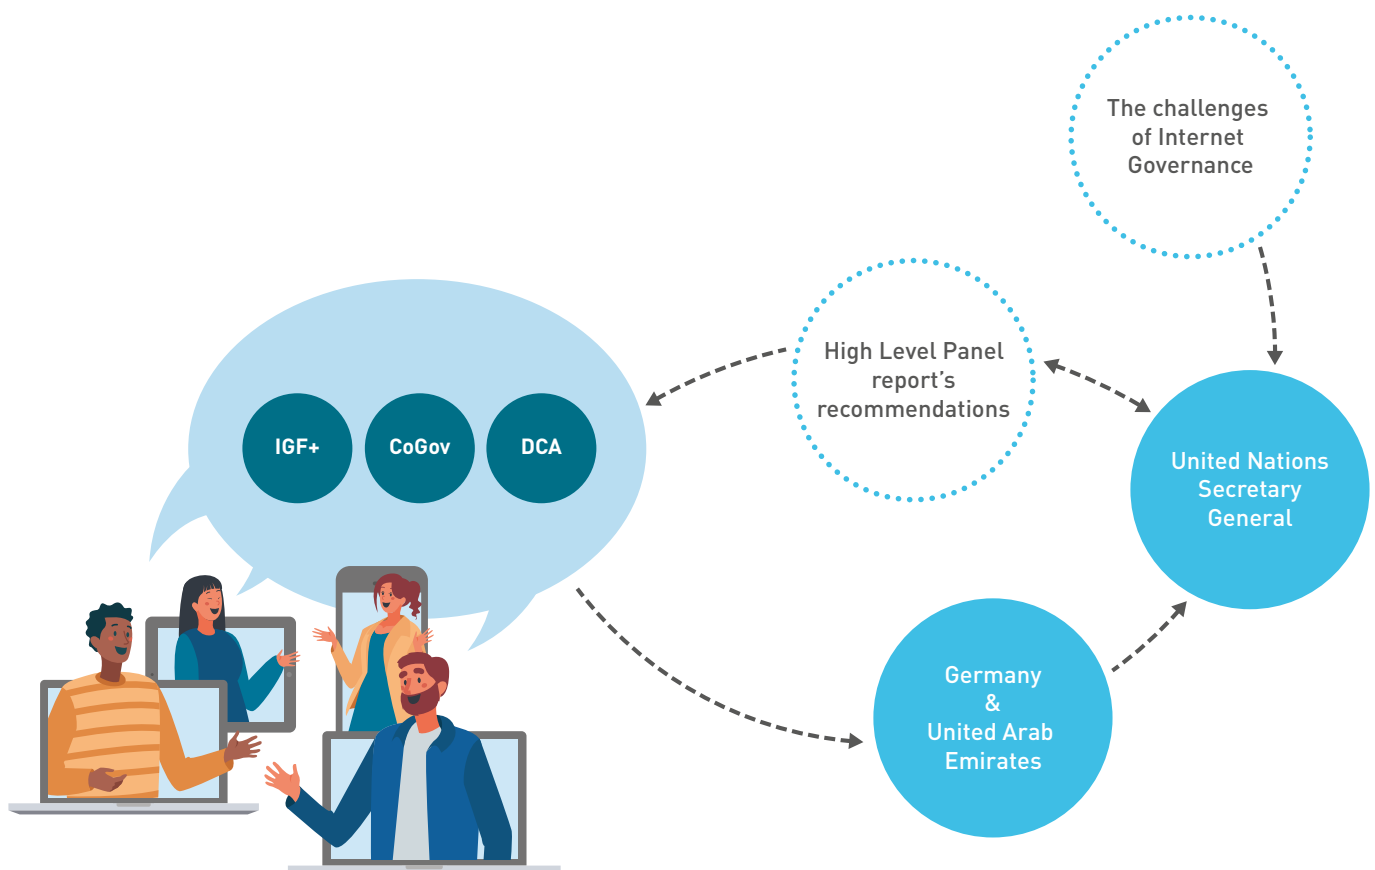 The challenges
of Internet
Governance
High Level Panel
report’s
recommendations
IGF+
CoGov
DCA
United Nations
Secretary
General
Germany
&
United Arab
Emirates